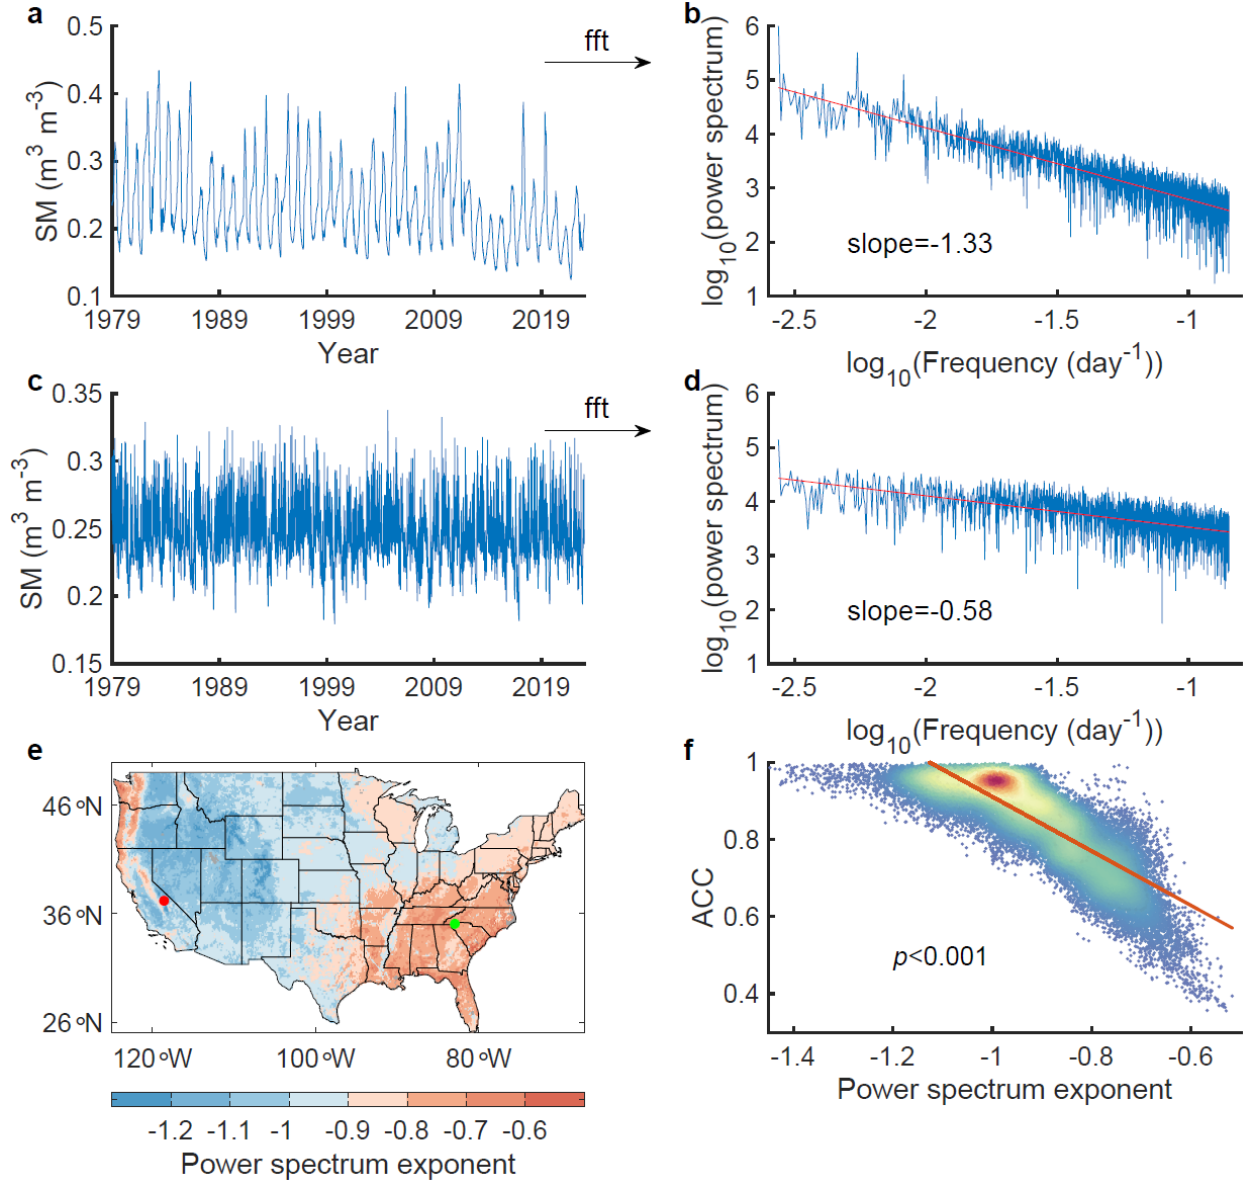 a
0.5
0.4
0.3
0.2
0.1
SM (m³ m⁻³)
1979 1989 1999 2009 2019
Year
fft
b
6
5
4
3
2
1
log₁₀(power spectrum)
slope=-1.33
-2.5 -2 -1.5 -1
log₁₀(Frequency (day⁻¹))
c
0.35
0.3
0.25
0.2
0.15
SM (m³ m⁻³)
1979 1989 1999 2009 2019
Year
fft
d
6
5
4
3
2
1
log₁₀(power spectrum)
slope=-0.58
-2.5 -2 -1.5 -1
log₁₀(Frequency (day⁻¹))
e
46 °N
36 °N
26 °N
120°W 100°W 80°W
-1.2 -1.1 -1 -0.9 -0.8 -0.7 -0.6
Power spectrum exponent
f
1
0.8
0.6
0.4
ACC
p<0.001
-1.4 -1.2 -1 -0.8 -0.6
Power spectrum exponent